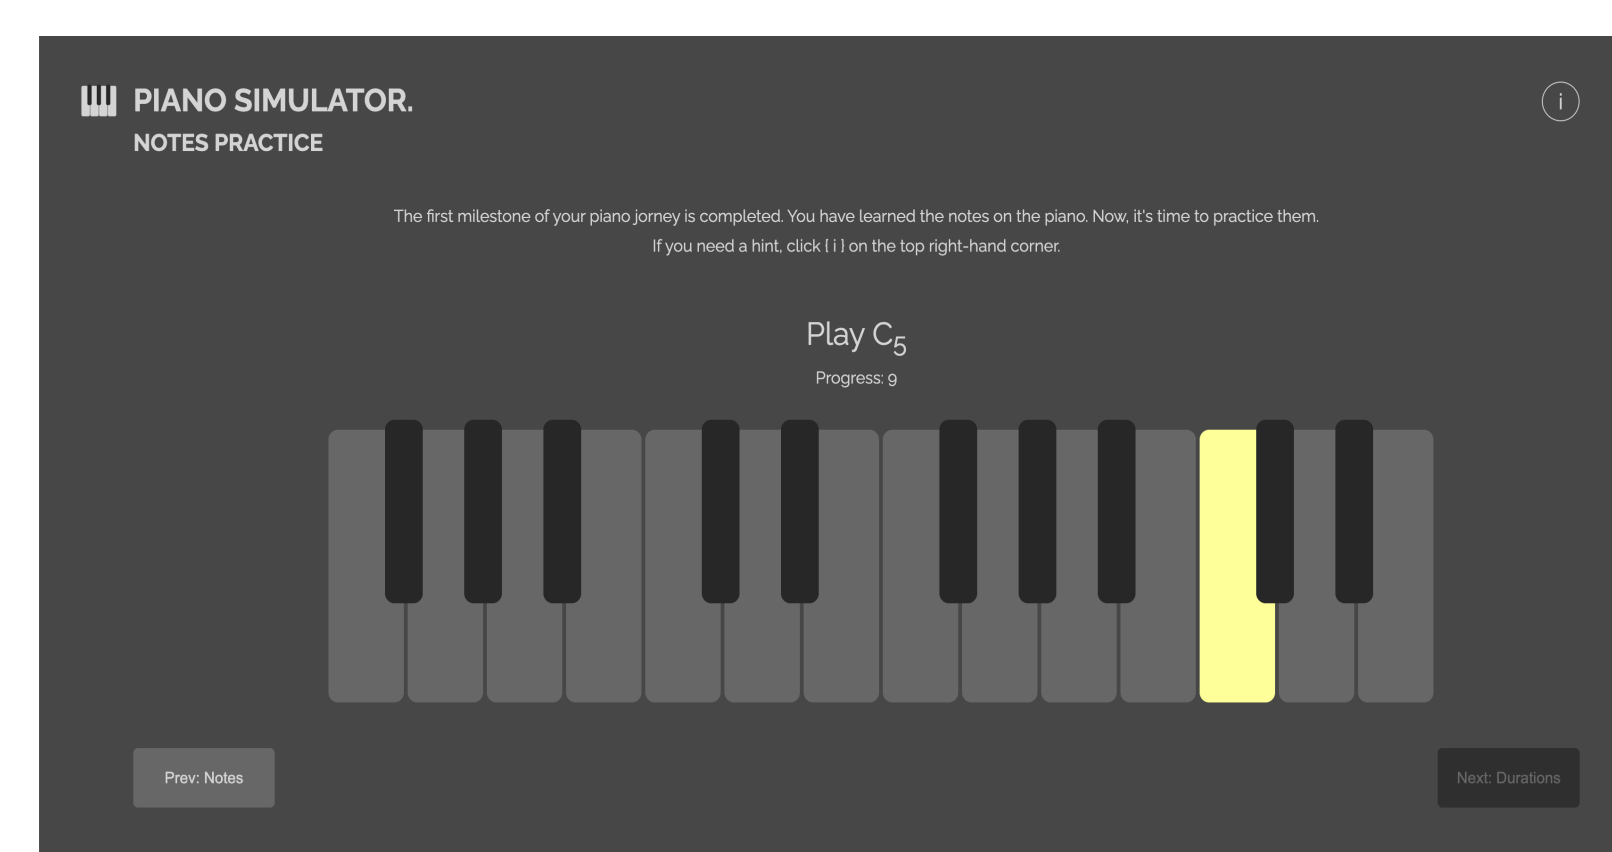 PIANO SIMULATOR.
i
NOTES PRACTICE
The first milestone of your piano jorney is completed. You have learned the notes on the piano. Now, it's time to practice them.
If you need a hint, click { i } on the top right-hand corner.
Play C5
Progress: 9
Prev: Notes
Next: Durations